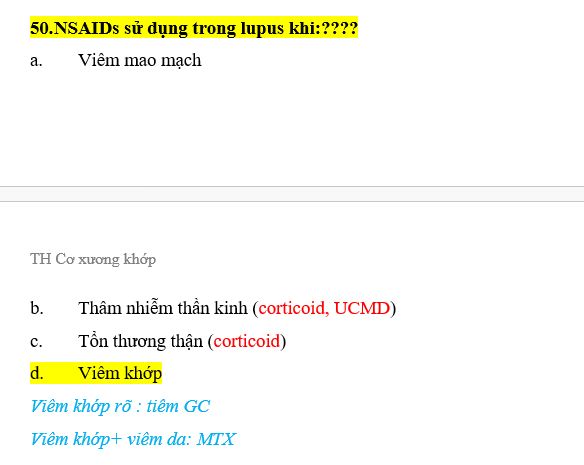 50.NSAIDs sử dụng trong lupus khi:????
a. Viêm mao mạch
TH Cơ xương khớp
b. Thâm nhiễm thần kinh (corticoid, UCMD)
c. Tổn thương thận (corticoid)
d. Viêm khớp
Viêm khớp rõ : tiêm GC
Viêm khớp+ viêm da: MTX